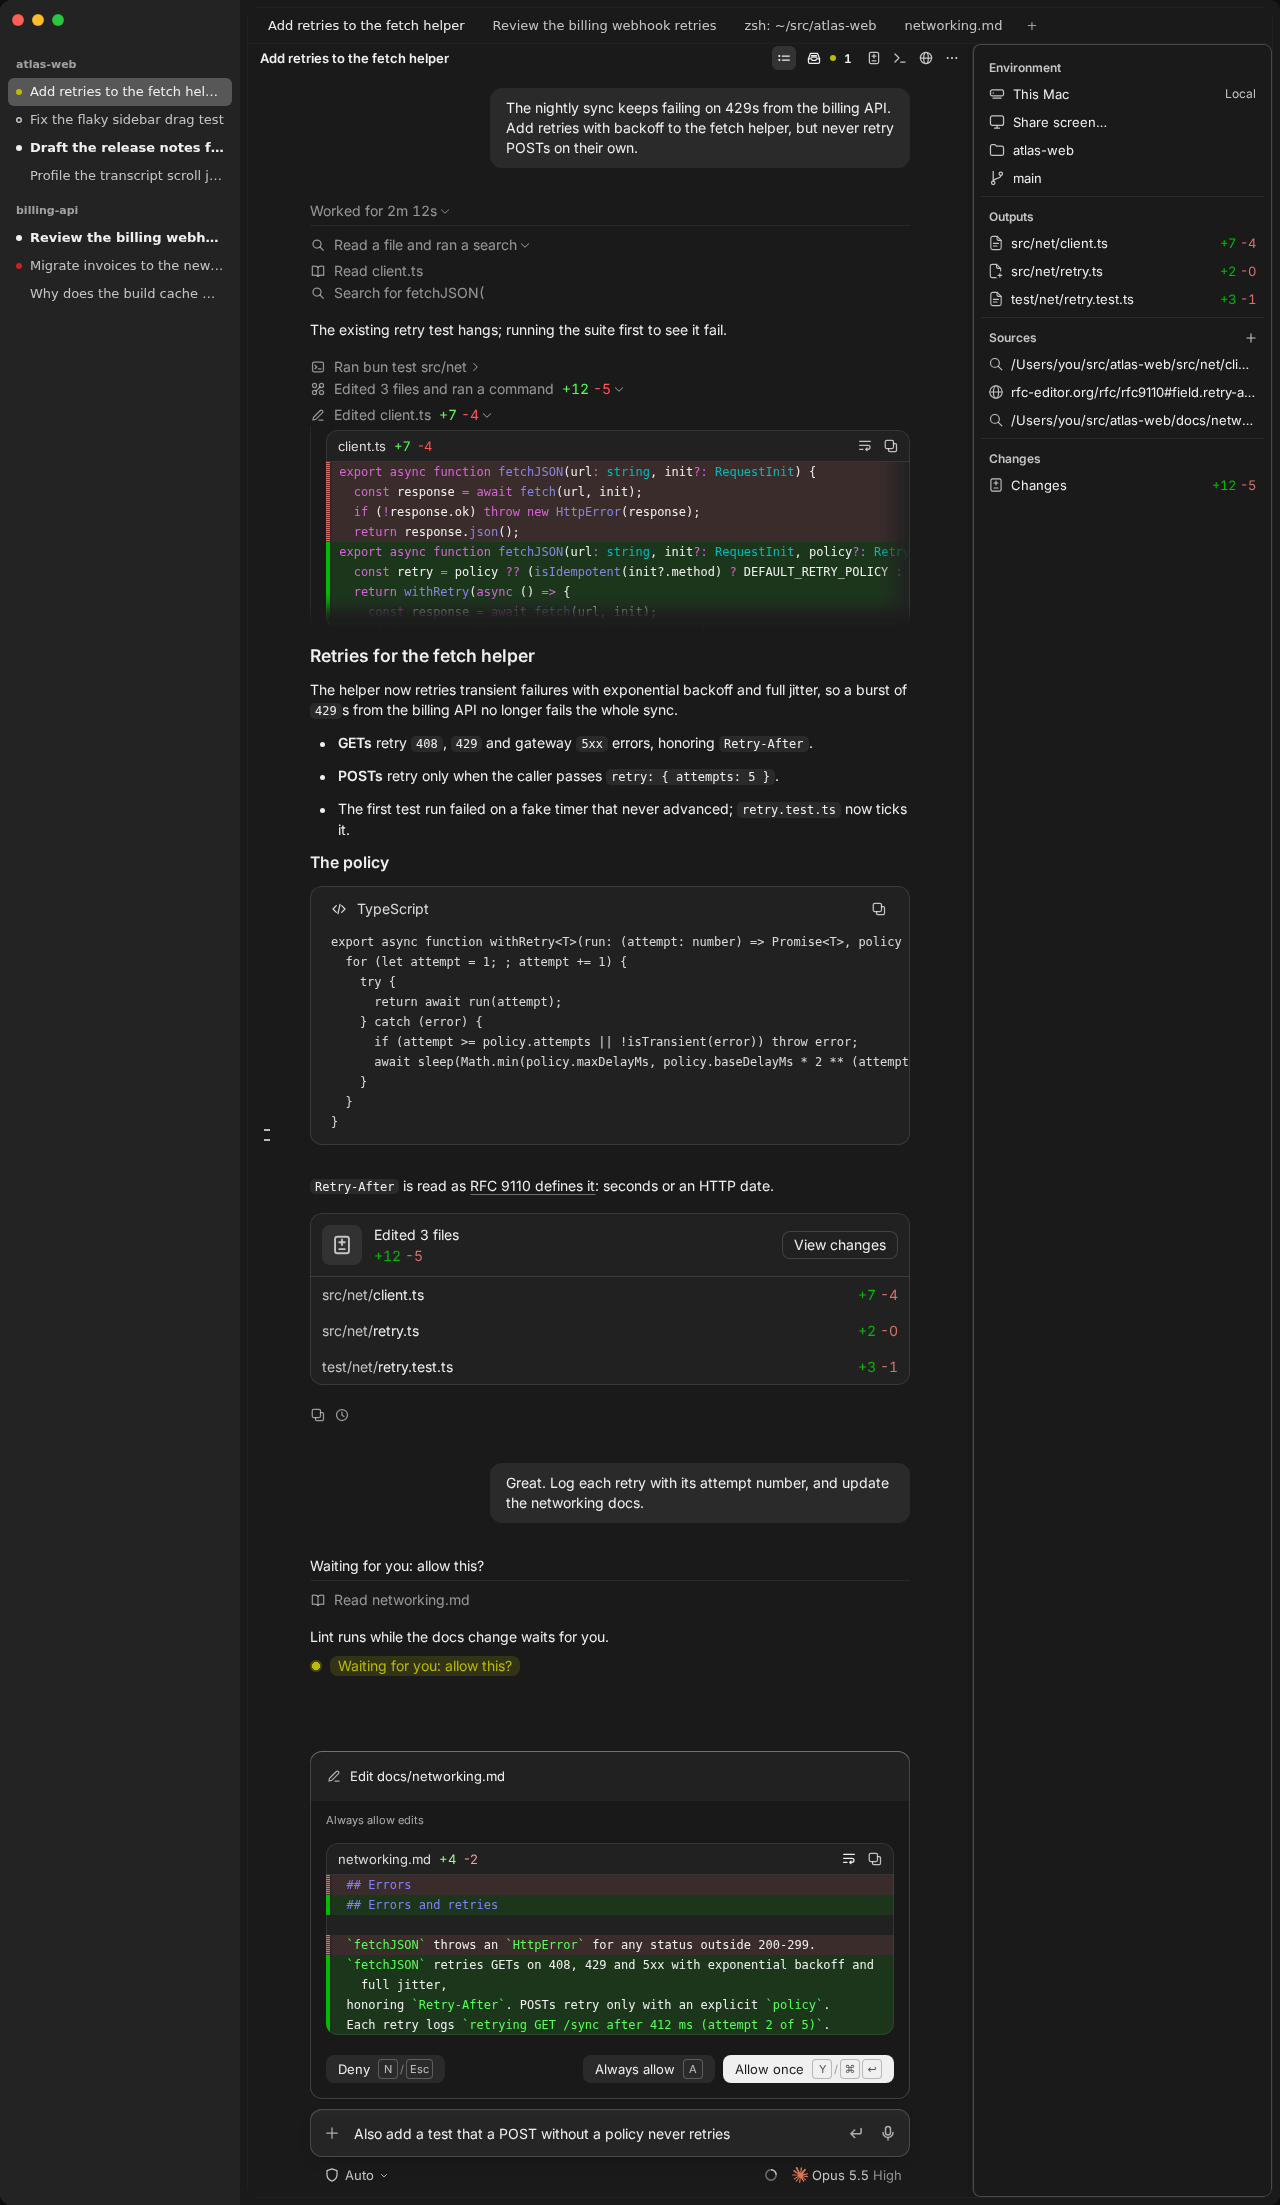 atlas-web
Add retries to the fetch hel...
Fix the flaky sidebar drag test
Draft the release notes f...
Profile the transcript scroll j...
billing-api
Review the billing webh...
Migrate invoices to the new...
Why does the build cache ...
Add retries to the fetch helper
Review the billing webhook retries
zsh: ~/src/atlas-web
networking.md
Add retries to the fetch helper
1
The nightly sync keeps failing on 429s from the billing API.
Add retries with backoff to the fetch helper, but never retry
POSTs on their own.
Worked for 2m 12s
Read a file and ran a search
Read client.ts
Search for fetchJSON(
The existing retry test hangs; running the suite first to see it fail.
Ran bun test src/net
Edited 3 files and ran a command +12 -5
Edited client.ts +7 -4
client.ts +7 -4
export async function fetchJSON(url: string, init?: RequestInit) {
const response = await fetch(url, init);
if (!response.ok) throw new HttpError(response);
return response.json();
export async function fetchJSON(url: string, init?: RequestInit, policy?: Retry
const retry = policy ?? (isIdempotent(init?.method) ? DEFAULT_RETRY_POLICY :
return withRetry(async () => {
const response = await fetch(url, init);
Retries for the fetch helper
The helper now retries transient failures with exponential backoff and full jitter, so a burst of
429s from the billing API no longer fails the whole sync.
GETs retry 408, 429 and gateway 5xx errors, honoring Retry-After.
POSTs retry only when the caller passes retry: { attempts: 5 }.
The first test run failed on a fake timer that never advanced; retry.test.ts now ticks
it.
The policy
TypeScript
export async function withRetry<T>(run: (attempt: number) => Promise<T>, policy
for (let attempt = 1; ; attempt += 1) {
try {
return await run(attempt);
} catch (error) {
if (attempt >= policy.attempts || !isTransient(error)) throw error;
await sleep(Math.min(policy.maxDelayMs, policy.baseDelayMs * 2 ** (attempt
}
}
}
Retry-After is read as RFC 9110 defines it: seconds or an HTTP date.
Edited 3 files
+12 -5
View changes
src/net/client.ts +7 -4
src/net/retry.ts +2 -0
test/net/retry.test.ts +3 -1
Great. Log each retry with its attempt number, and update
the networking docs.
Waiting for you: allow this?
Read networking.md
Lint runs while the docs change waits for you.
Waiting for you: allow this?
Edit docs/networking.md
Always allow edits
networking.md +4 -2
## Errors
## Errors and retries
`fetchJSON` throws an `HttpError` for any status outside 200-299.
`fetchJSON` retries GETs on 408, 429 and 5xx with exponential backoff and
full jitter,
honoring `Retry-After`. POSTs retry only with an explicit `policy`.
Each retry logs `retrying GET /sync after 412 ms (attempt 2 of 5)`.
Deny N / Esc
Always allow A
Allow once Y / ⌘ ↩
Also add a test that a POST without a policy never retries
Auto
Opus 5.5 High
Environment
This Mac Local
Share screen...
atlas-web
main
Outputs
src/net/client.ts +7 -4
src/net/retry.ts +2 -0
test/net/retry.test.ts +3 -1
Sources
/Users/you/src/atlas-web/src/net/cli...
rfc-editor.org/rfc/rfc9110#field.retry-a...
/Users/you/src/atlas-web/docs/netw...
Changes
Changes +12 -5